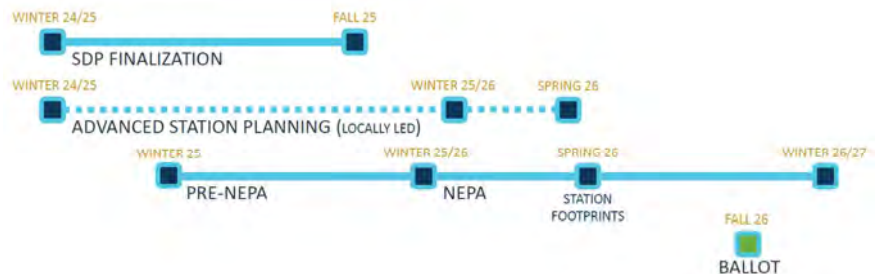 WINTER 24/25 FALL 25
SDP FINALIZATION
WINTER 24/25 WINTER 25/26 SPRING 26
ADVANCED STATION PLANNING (LOCALLY LED)
WINTER 25 WINTER 25/26 SPRING 26 WINTER 26/27
PRE-NEPA NEPA STATION
FOOTPRINTS
FALL 26
BALLOT